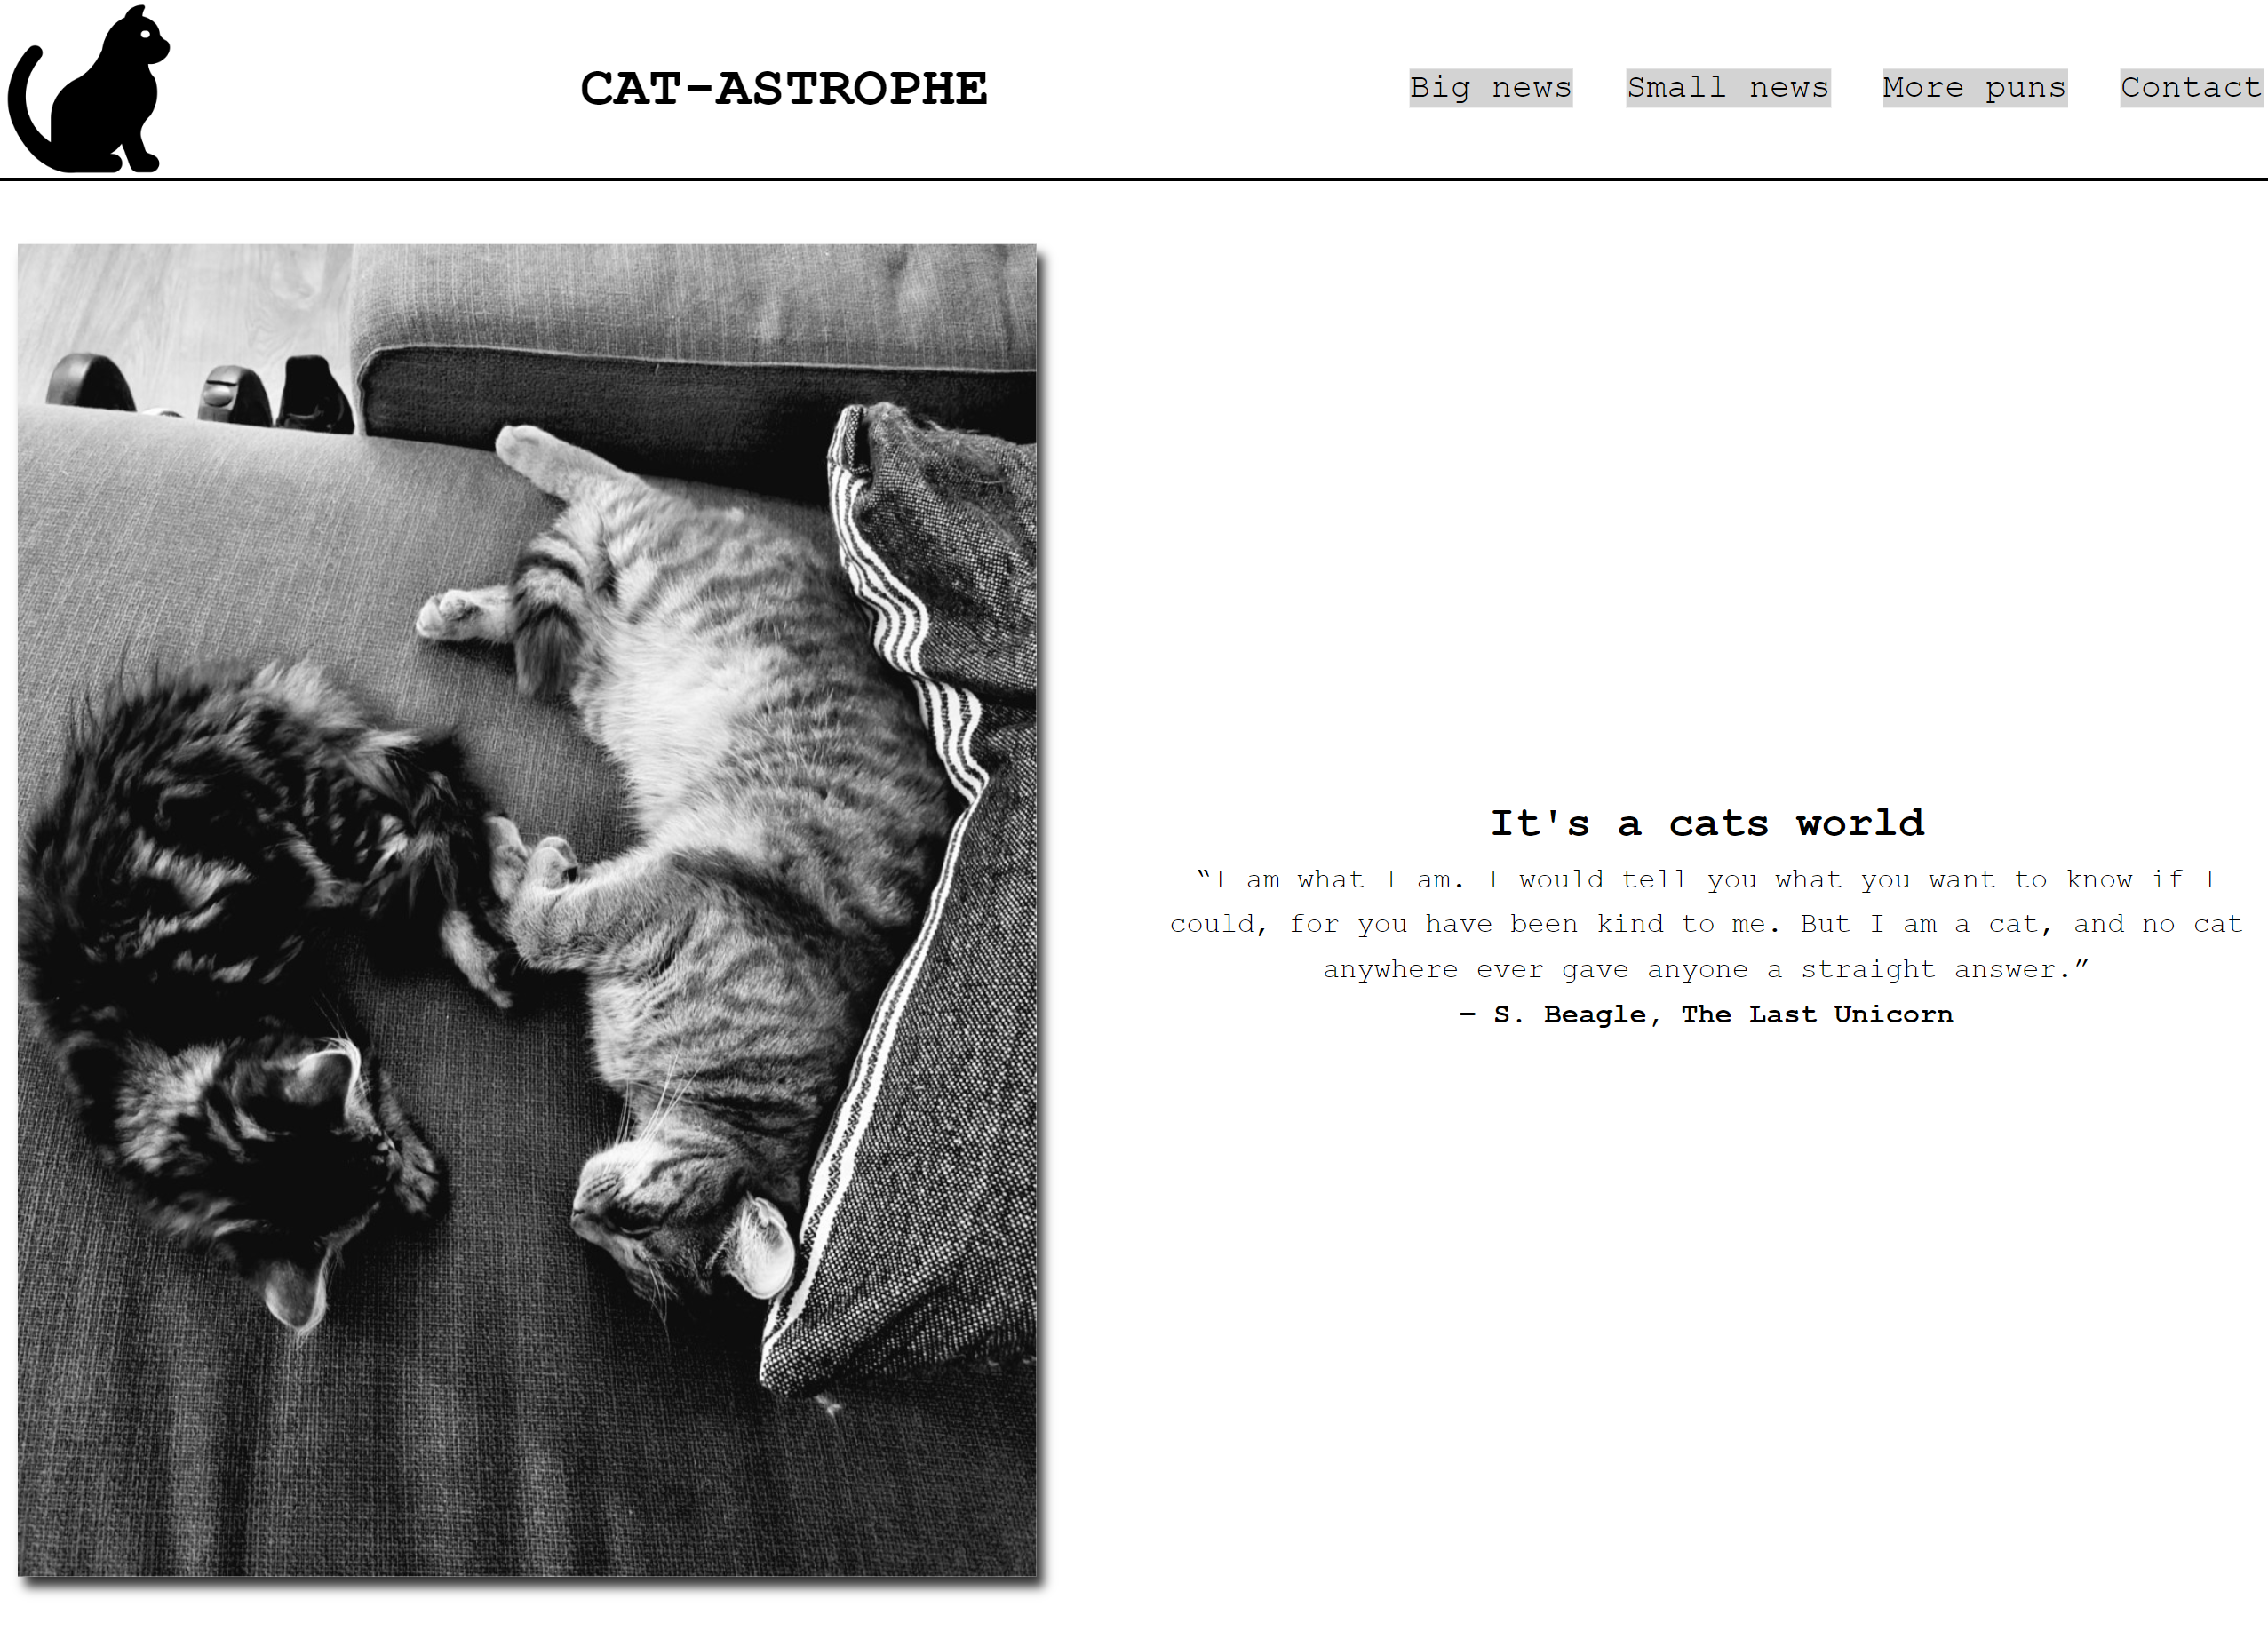 CAT-ASTROPHE
Big news
Small news
More puns
Contact
It's a cats world
“I am what I am. I would tell you what you want to know if I
could, for you have been kind to me. But I am a cat, and no cat
anywhere ever gave anyone a straight answer.”
— S. Beagle, The Last Unicorn